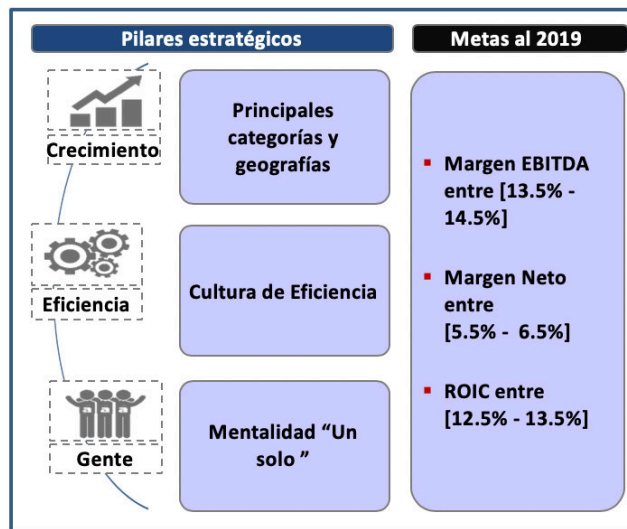 Pilares estratégicos
Metas al 2019
Crecimiento
Principales
categorías y
geografías
Eficiencia
Cultura de Eficiencia
Gente
Mentalidad “Un
solo ”
Margen EBITDA
entre [13.5% -
14.5%]
Margen Neto
entre
[5.5% - 6.5%]
ROIC entre
[12.5% - 13.5%]